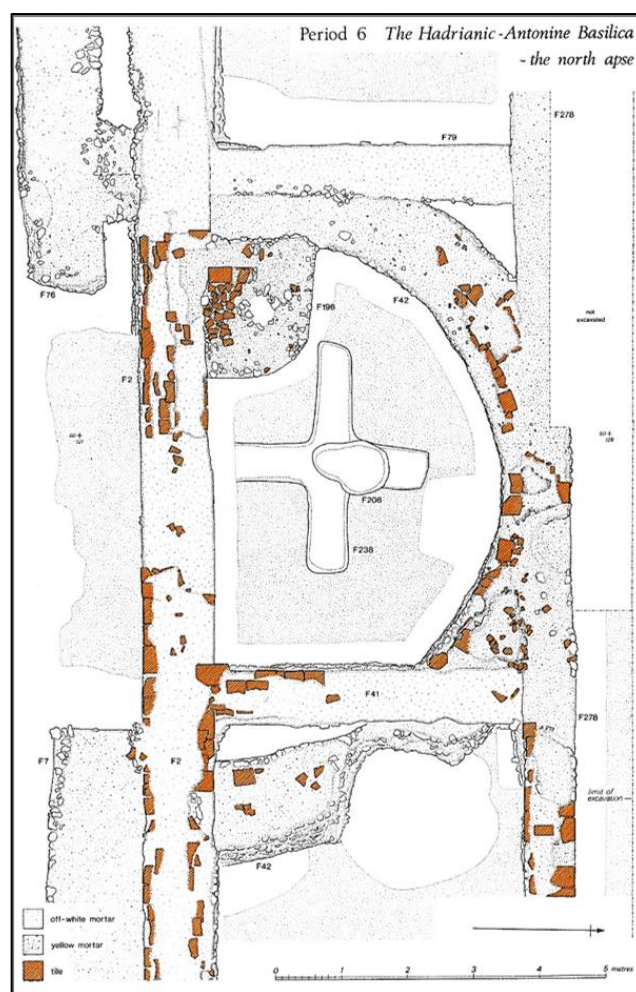 Period 6 The Hadrianic-Antonine Basilica
~ the north apse
F278
F79
F76
F196
F42
not
excavated
F2
F206
F238
F41
F7
F2
F278
limit of
excavation
F42
off-white mortar
yellow mortar
tile
0 1 2 3 4 5 metres